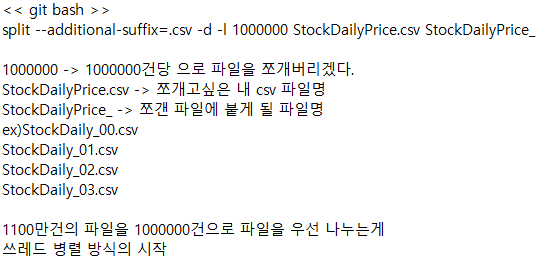 << git bash >>
split --additional-suffix=.csv -d -l 1000000 StockDailyPrice.csv StockDailyPrice_
1000000 -> 1000000건당 으로 파일을 쪼개버리겠다.
StockDailyPrice.csv -> 쪼개고싶은 내 csv 파일명
StockDailyPrice_ -> 쪼갠 파일에 붙게 될 파일명
ex)StockDaily_00.csv
StockDaily_01.csv
StockDaily_02.csv
StockDaily_03.csv
1100만건의 파일을 1000000건으로 파일을 우선 나누는게
쓰레드 병렬 방식의 시작